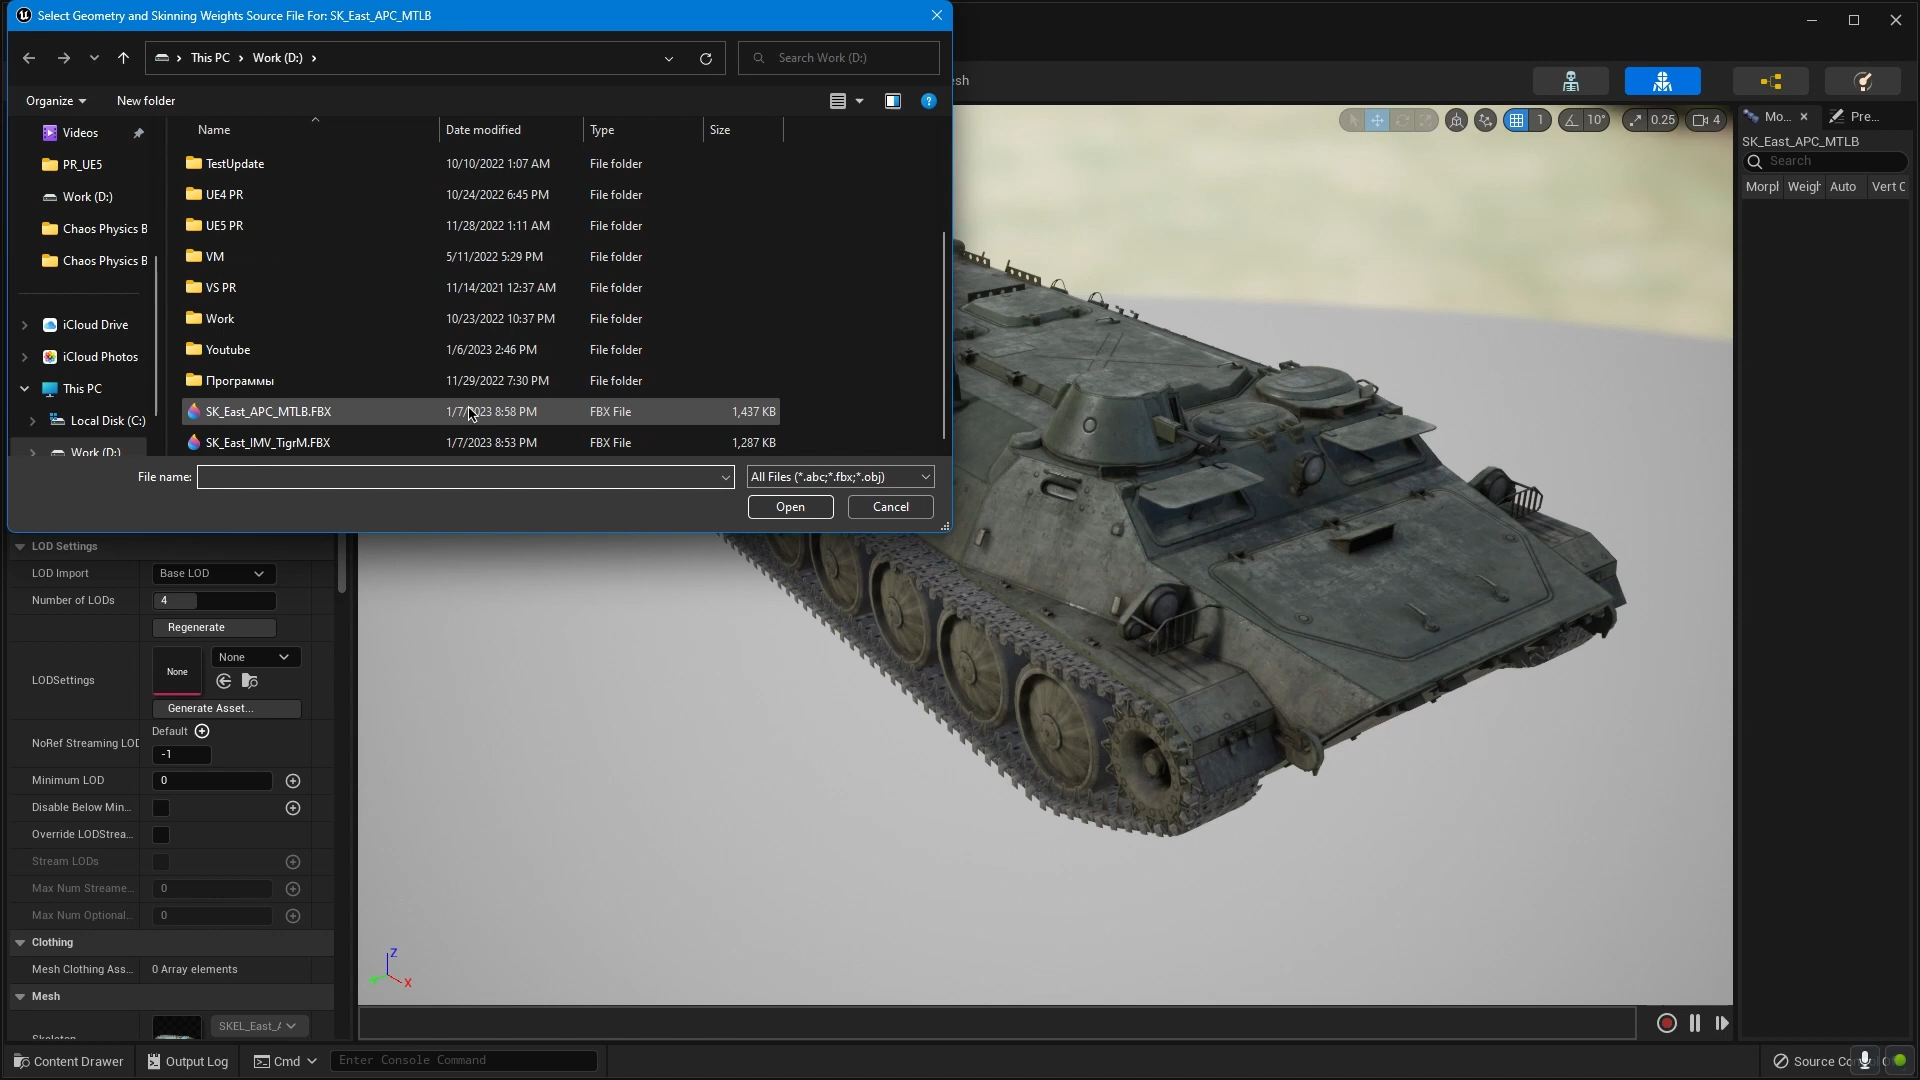 Select Geometry and Skinning Weights Source File For: SK_East_APC_MTLB
This PC
Work (D:)
Search Work (D:)
Organize
New folder
Name
Date modified
Type
Size
Videos
PR_UE5
Work (D:)
Chaos Physics B
Chaos Physics B
iCloud Drive
iCloud Photos
This PC
Local Disk (C:)
Work (D:)
TestUpdate 10/10/2022 1:07 AM File folder
UE4 PR 10/24/2022 6:45 PM File folder
UE5 PR 11/28/2022 1:11 AM File folder
VM 5/11/2022 5:29 PM File folder
VS PR 11/14/2021 12:37 AM File folder
Work 10/23/2022 10:37 PM File folder
Youtube 1/6/2023 2:46 PM File folder
Программы 11/29/2022 7:30 PM File folder
SK_East_APC_MTLB.FBX 1/7/2023 8:58 PM FBX File 1,437 KB
SK_East_IMV_TigrM.FBX 1/7/2023 8:53 PM FBX File 1,287 KB
File name:
All Files (*.abc;*.fbx;*.obj)
Open
Cancel
sh
1
10°
0.25
4
Mo...
Pre...
SK_East_APC_MTLB
Search
Morpl
Weigh
Auto
Vert C
LOD Settings
LOD Import Base LOD
Number of LODs 4
Regenerate
LODSettings
None
None
Generate Asset...
NoRef Streaming LOD
Default
-1
Minimum LOD 0
Disable Below Min...
Override LODStrea...
Stream LODs
Max Num Streame... 0
Max Num Optional... 0
Clothing
Mesh Clothing Ass... 0 Array elements
Mesh
Skeleton
SKEL_East_A
Z
X
Content Drawer
Output Log
Cmd
Enter Console Command
Source Co